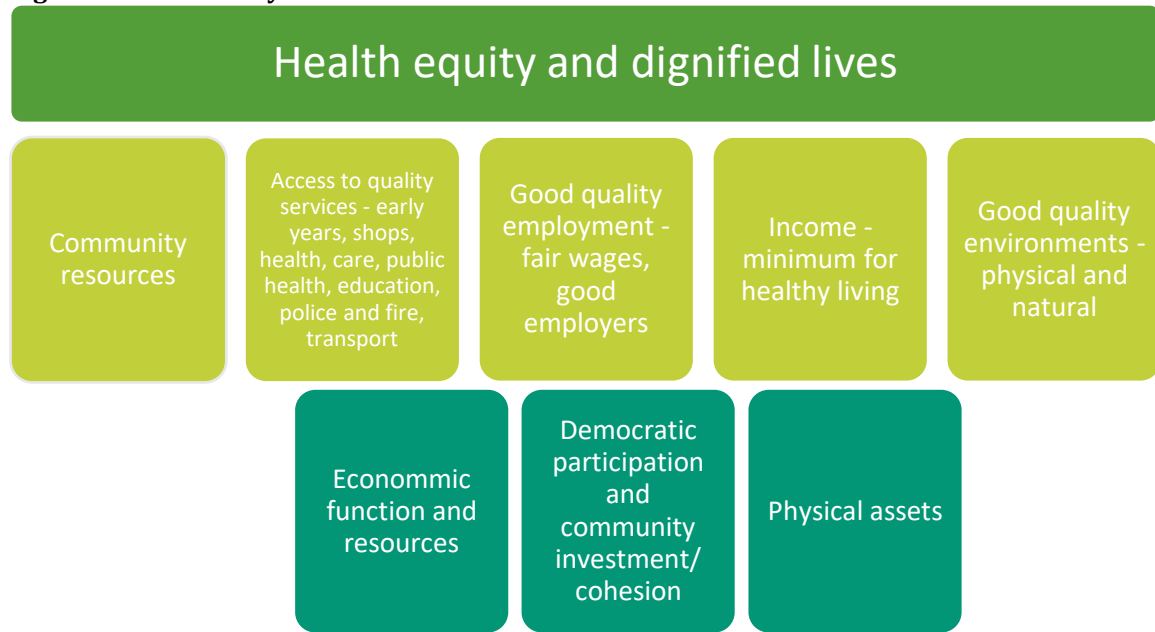 Health equity and dignified lives
Community
resources
Access to quality
services - early
years, shops,
health, care, public
health, education,
police and fire,
transport
Good quality
employment -
fair wages,
good
employers
Income -
minimum for
healthy living
Good quality
environments -
physical and
natural
Econommic
function and
resources
Democratic
participation
and
community
investment/
cohesion
Physical assets